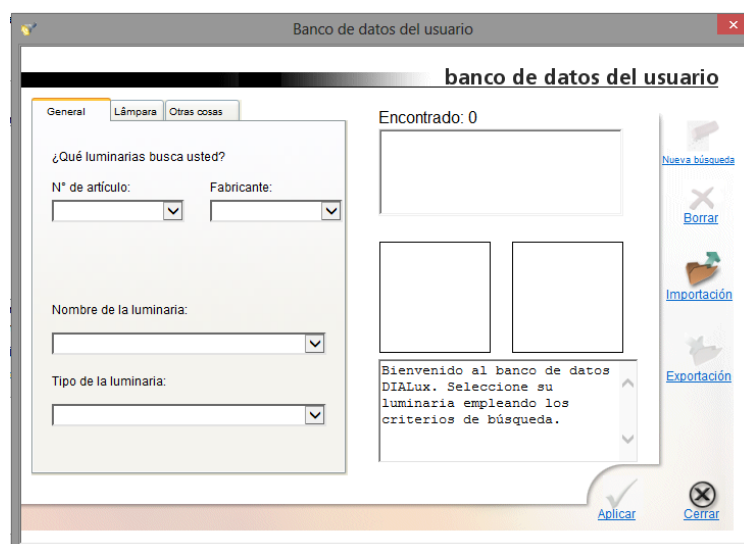 Banco de datos del usuario
banco de datos del usuario
General
Lámpara
Otras cosas
¿Qué luminarias busca usted?
N° de artículo:
Fabricante:
Nombre de la luminaria:
Tipo de la luminaria:
Encontrado: 0
Bienvenido al banco de datos
DIALux. Seleccione su
luminaria empleando los
criterios de búsqueda.
Nueva búsqueda
Borrar
Importación
Exportación
Aplicar
Cerrar